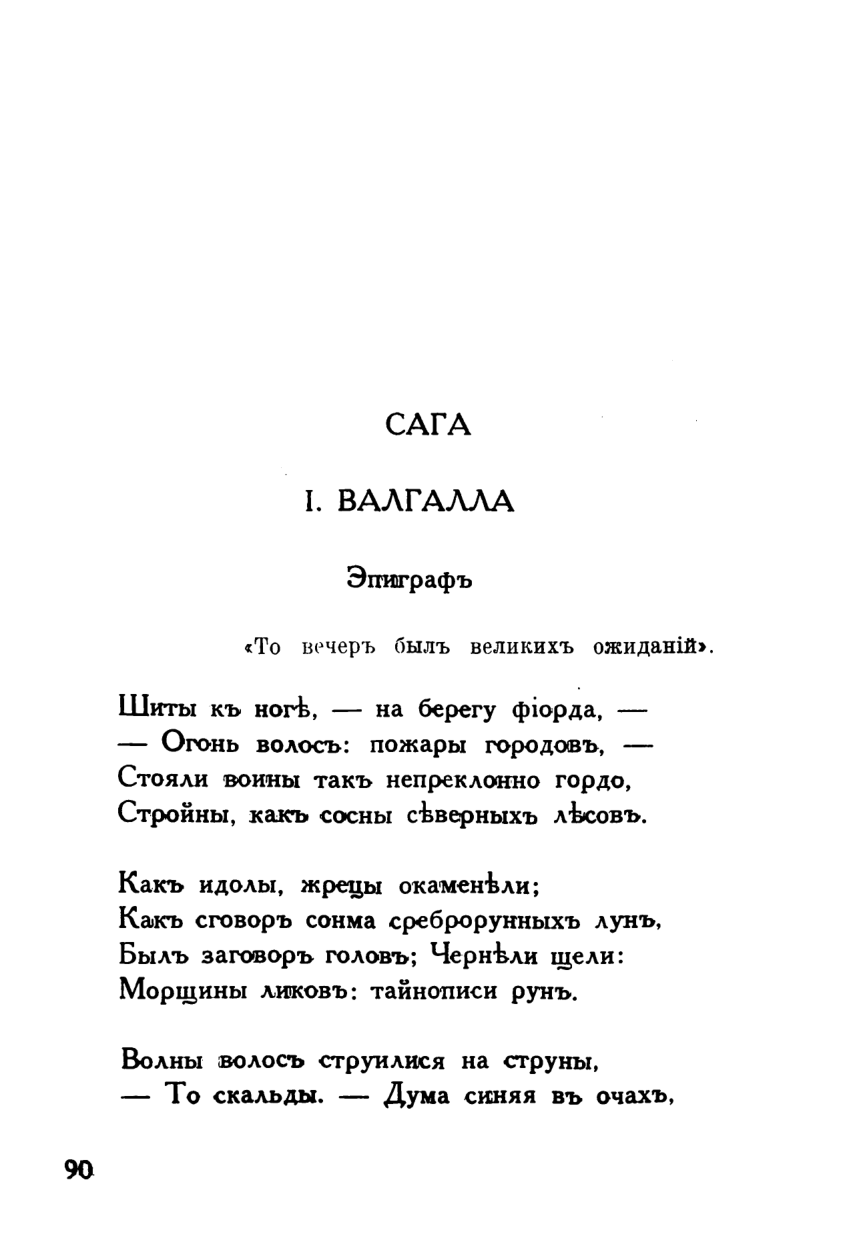 САГА
I. ВАЛГАЛЛА
Эпиграфъ
«То вечеръ былъ великихъ ожиданій».
Шиты къ ногѣ, — на берегу фіорда, —
— Огонь волосъ: пожары городовъ, —
Стояли воины такъ непреклонно гордо,
Стройны, какъ сосны сѣверныхъ лѣсовъ.
Какъ идолы, жрецы окаменѣли;
Какъ сговоръ сонма среброрунныхъ лунъ,
Былъ заговоръ головъ; Чернѣли щели:
Морщины ликовъ: тайнописи рунъ.
Волны волосъ струилися на струны,
— То скальды. — Дума синяя въ очахъ,
90